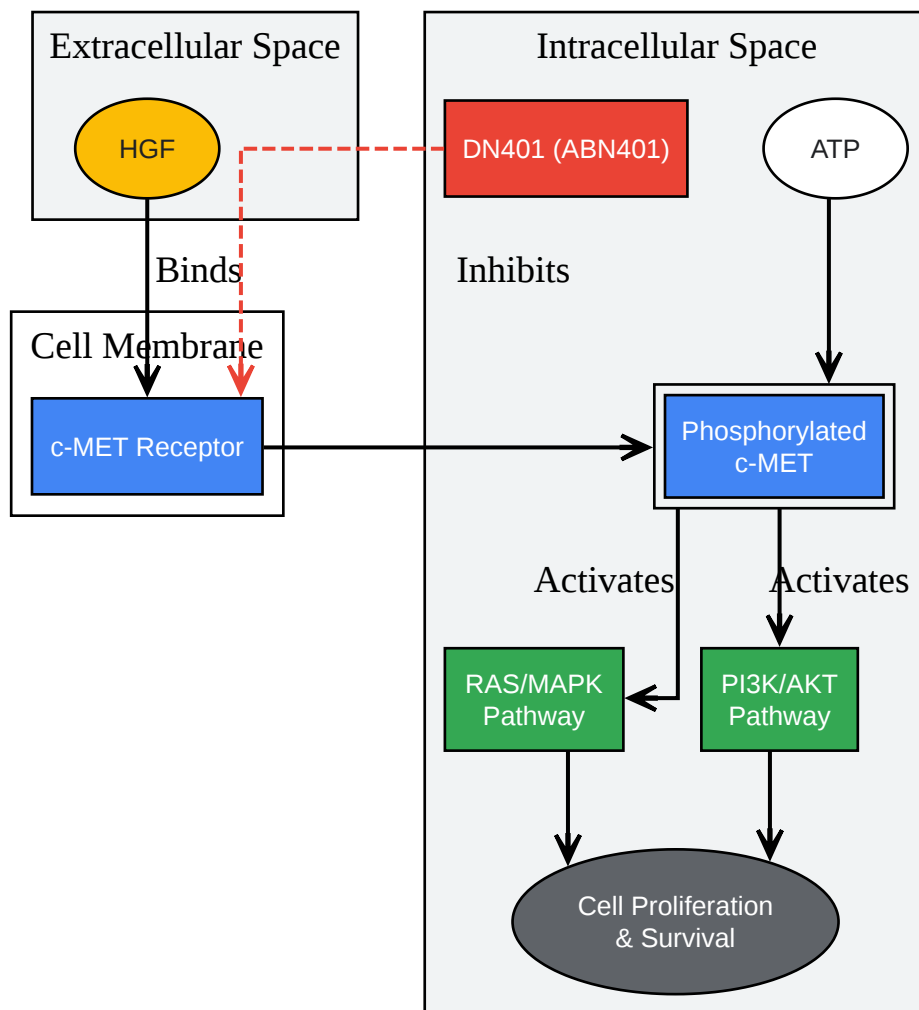 Extracellular Space
Intracellular Space
HGF
DN401 (ABN401)
ATP
Binds
Inhibits
Cell Membrane
c-MET Receptor
Phosphorylated
c-MET
Activates
Activates
RAS/MAPK
Pathway
PI3K/AKT
Pathway
Cell Proliferation
& Survival